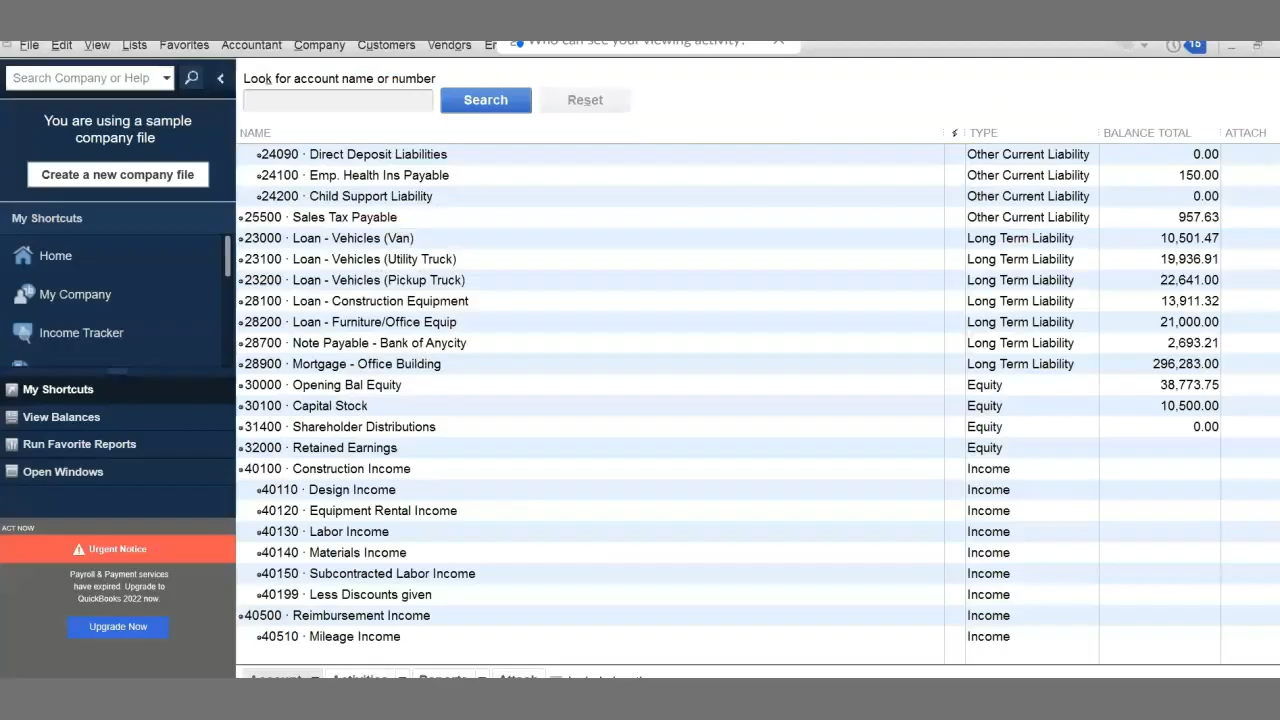 File Edit View Lists Favorites Accountant Company Customers Vendors
Who can see your viewing activity?
15
Search Company or Help
You are using a sample
company file
Create a new company file
My Shortcuts
Home
My Company
Income Tracker
My Shortcuts
View Balances
Run Favorite Reports
Open Windows
ACT NOW
Urgent Notice
Payroll & Payment services
have expired. Upgrade to
QuickBooks 2022 now.
Upgrade Now
Look for account name or number
Search Reset
NAME TYPE BALANCE TOTAL ATTACH
24090 · Direct Deposit Liabilities Other Current Liability 0.00
24100 · Emp. Health Ins Payable Other Current Liability 150.00
24200 · Child Support Liability Other Current Liability 0.00
25500 · Sales Tax Payable Other Current Liability 957.63
23000 · Loan - Vehicles (Van) Long Term Liability 10,501.47
23100 · Loan - Vehicles (Utility Truck) Long Term Liability 19,936.91
23200 · Loan - Vehicles (Pickup Truck) Long Term Liability 22,641.00
28100 · Loan - Construction Equipment Long Term Liability 13,911.32
28200 · Loan - Furniture/Office Equip Long Term Liability 21,000.00
28700 · Note Payable - Bank of Anycity Long Term Liability 2,693.21
28900 · Mortgage - Office Building Long Term Liability 296,283.00
30000 · Opening Bal Equity Equity 38,773.75
30100 · Capital Stock Equity 10,500.00
31400 · Shareholder Distributions Equity 0.00
32000 · Retained Earnings Equity
40100 · Construction Income Income
40110 · Design Income Income
40120 · Equipment Rental Income Income
40130 · Labor Income Income
40140 · Materials Income Income
40150 · Subcontracted Labor Income Income
40199 · Less Discounts given Income
40500 · Reimbursement Income Income
40510 · Mileage Income Income
Account Activities Reports Attach